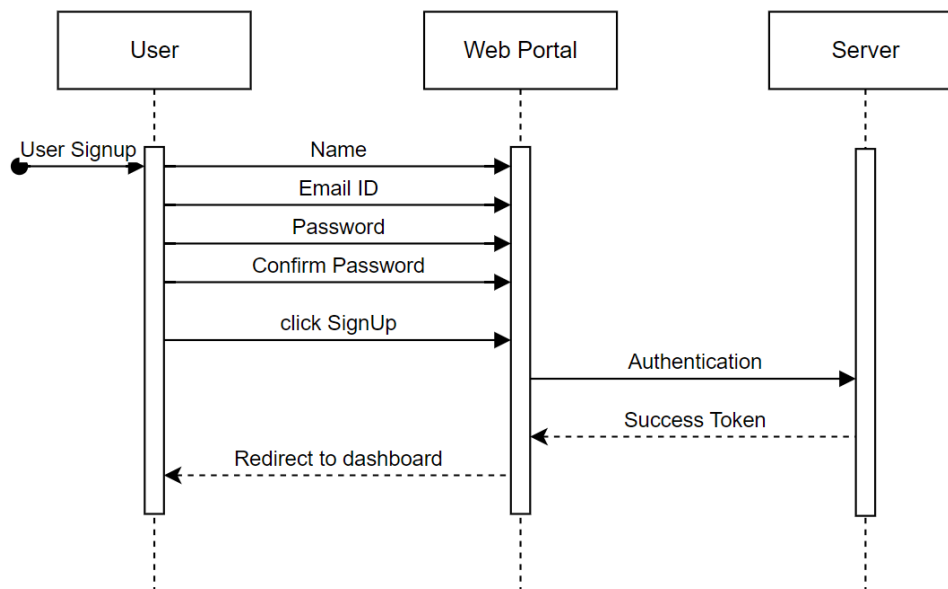 User
Web Portal
Server
User Signup
Name
Email ID
Password
Confirm Password
click SignUp
Authentication
Success Token
Redirect to dashboard